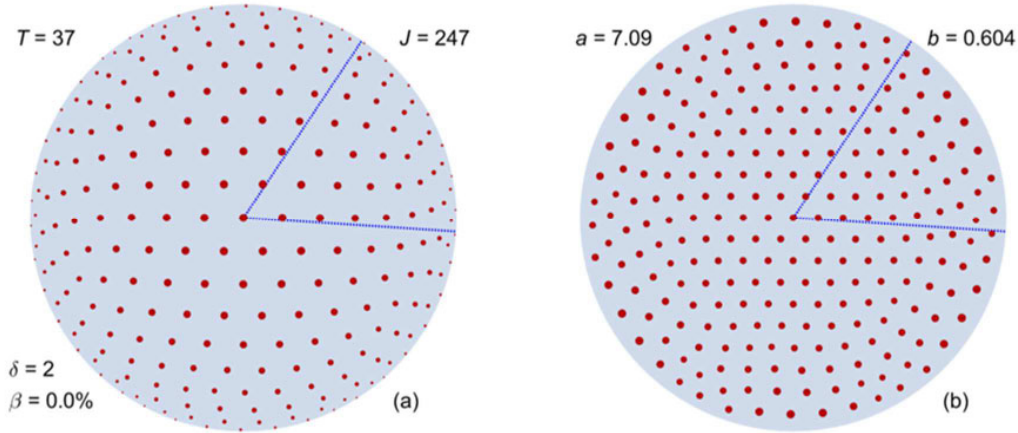 T = 37
J = 247
a = 7.09
b = 0.604
δ = 2
β = 0.0%
(a)
(b)